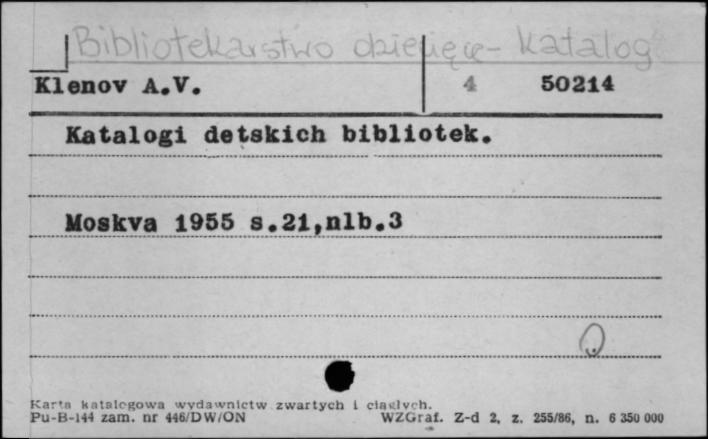 Bibliotekarstwo dziecięce - katalog
Klenov A.V. 4 50214
Katalogi detskich bibliotek.
Moskva 1955 s.21,nlb.3
Karta katalogowa wydawnictw zwartych i ciągłych.
Pu-B-144 zam. nr 446/DW/ON WZGraf. Z-d 2, z. 255/86, n. 6 350 000